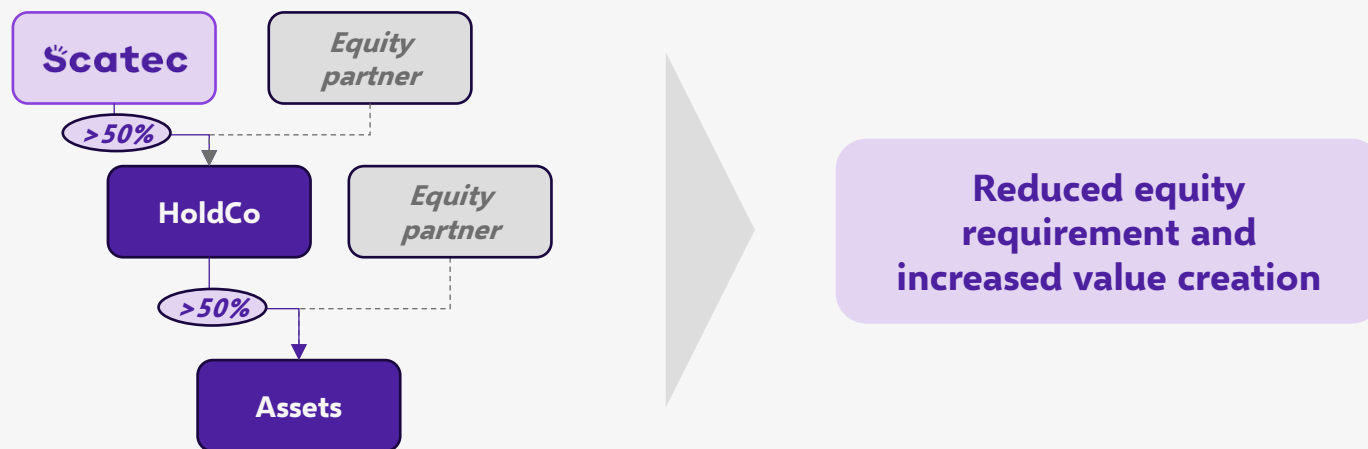 Scatec
Equity
partner
>50%
HoldCo
Equity
partner
>50%
Assets
Reduced equity
requirement and
increased value creation